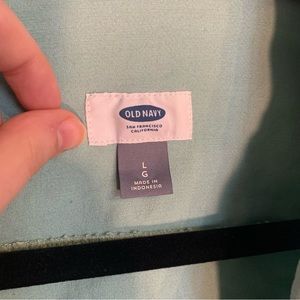 OLD NAVY
SAN FRANCISCO
CALIFORNIA
L
G
MADE IN
INDONESIA